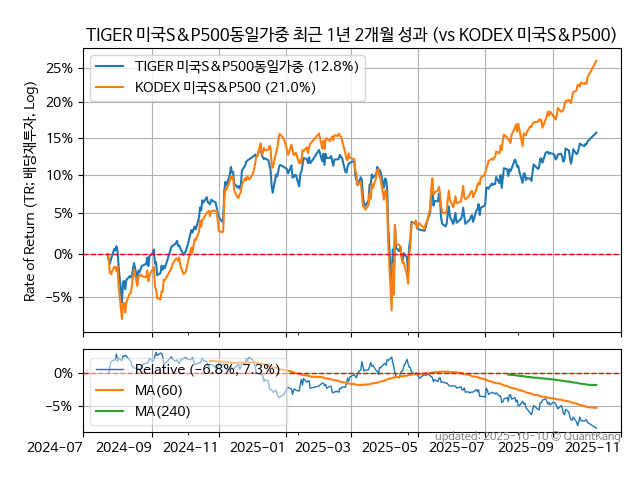 TIGER 미국S&P500동일가중 최근 1년 2개월 성과 (vs KODEX 미국S&P500)
Rate of Return (TR: 배당재투자, Log)
25%
20%
15%
10%
5%
0%
−5%
TIGER 미국S&P500동일가중 (12.8%)
KODEX 미국S&P500 (21.0%)
0%
−5%
Relative (−6.8%, 7.3%)
MA(60)
MA(240)
updated: 2025-10-10 © QuantKang
2024−07 2024−09 2024−11 2025−01 2025−03 2025−05 2025−07 2025−09 2025−11